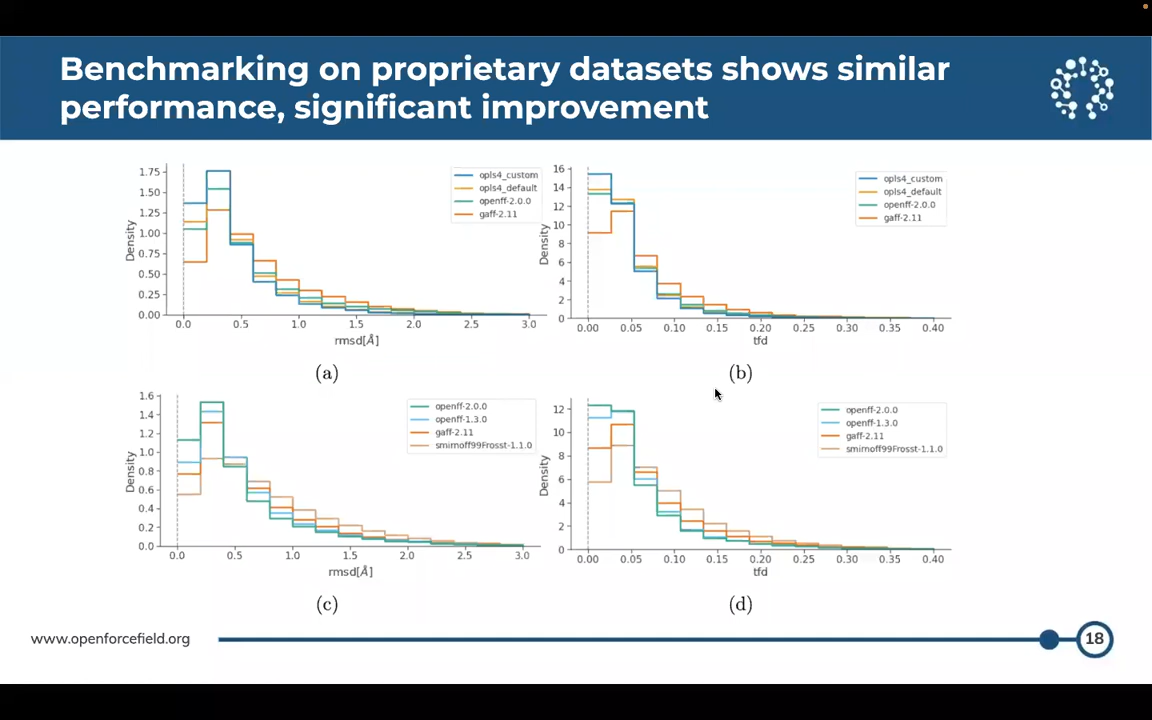 Benchmarking on proprietary datasets shows similar
performance, significant improvement
1.75
1.50
1.25
1.00
0.75
0.50
0.25
0.00
Density
0.0 0.5 1.0 1.5 2.0 2.5 3.0
rmsd[Å]
opls4_custom
opls4_default
openff-2.0.0
gaff-2.11
(a)
16
14
12
10
8
6
4
2
0
Density
0.00 0.05 0.10 0.15 0.20 0.25 0.30 0.35 0.40
tfd
opls4_custom
opls4_default
openff-2.0.0
gaff-2.11
(b)
1.6
1.4
1.2
1.0
0.8
0.6
0.4
0.2
0.0
Density
0.0 0.5 1.0 1.5 2.0 2.5 3.0
rmsd[Å]
openff-2.0.0
openff-1.3.0
gaff-2.11
smirnoff99Frosst-1.1.0
(c)
12
10
8
6
4
2
0
Density
0.00 0.05 0.10 0.15 0.20 0.25 0.30 0.35 0.40
tfd
openff-2.0.0
openff-1.3.0
gaff-2.11
smirnoff99Frosst-1.1.0
(d)
www.openforcefield.org
18